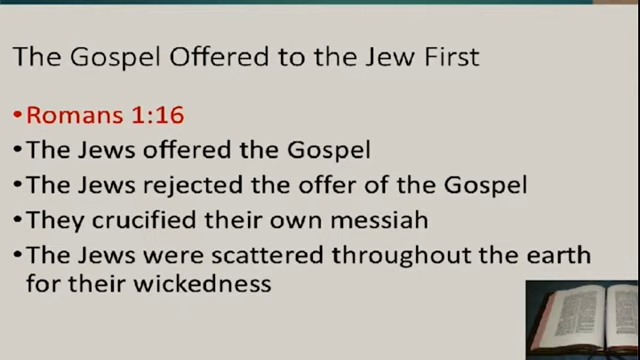 The Gospel Offered to the Jew First
•Romans 1:16
•The Jews offered the Gospel
•The Jews rejected the offer of the Gospel
•They crucified their own messiah
•The Jews were scattered throughout the earth
for their wickedness